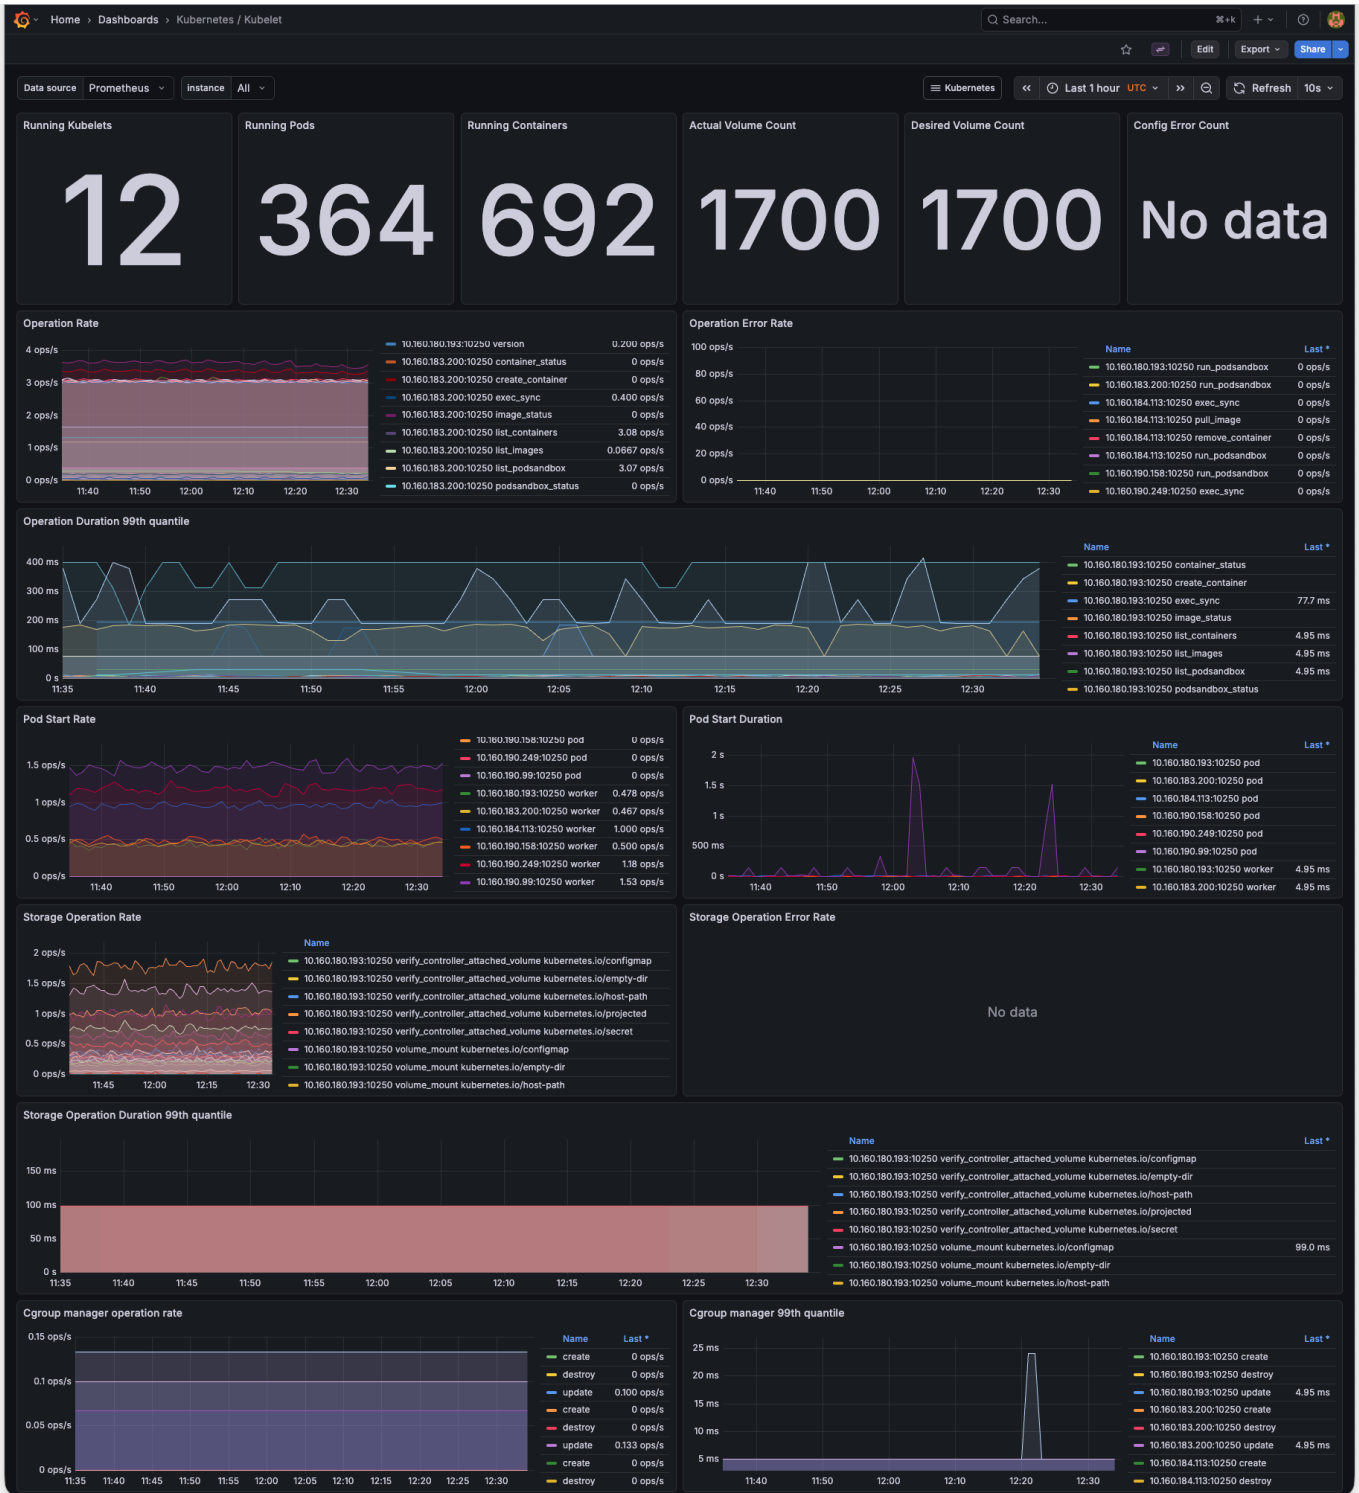 Home › Dashboards › Kubernetes / Kubelet
Search... ⌘+k
Edit Export Share
Data source Prometheus instance All
Kubernetes Last 1 hour UTC Refresh 10s
Running Kubelets
12
Running Pods
364
Running Containers
692
Actual Volume Count
1700
Desired Volume Count
1700
Config Error Count
No data
Operation Rate
4 ops/s
3 ops/s
2 ops/s
1 ops/s
0 ops/s
11:40 11:50 12:00 12:10 12:20 12:30
10.160.180.193:10250 version 0.200 ops/s
10.160.183.200:10250 container_status 0 ops/s
10.160.183.200:10250 create_container 0 ops/s
10.160.183.200:10250 exec_sync 0.400 ops/s
10.160.183.200:10250 image_status 0 ops/s
10.160.183.200:10250 list_containers 3.08 ops/s
10.160.183.200:10250 list_images 0.0667 ops/s
10.160.183.200:10250 list_podsandbox 3.07 ops/s
10.160.183.200:10250 podsandbox_status 0 ops/s
Operation Error Rate
100 ops/s
80 ops/s
60 ops/s
40 ops/s
20 ops/s
0 ops/s
11:40 11:50 12:00 12:10 12:20 12:30
Name Last *
10.160.180.193:10250 run_podsandbox 0 ops/s
10.160.183.200:10250 run_podsandbox 0 ops/s
10.160.184.113:10250 exec_sync 0 ops/s
10.160.184.113:10250 pull_image 0 ops/s
10.160.184.113:10250 remove_container 0 ops/s
10.160.184.113:10250 run_podsandbox 0 ops/s
10.160.190.158:10250 run_podsandbox 0 ops/s
10.160.190.249:10250 exec_sync 0 ops/s
Operation Duration 99th quantile
400 ms
300 ms
200 ms
100 ms
0 s
11:35 11:40 11:45 11:50 11:55 12:00 12:05 12:10 12:15 12:20 12:25 12:30
Name Last *
10.160.180.193:10250 container_status
10.160.180.193:10250 create_container
10.160.180.193:10250 exec_sync 77.7 ms
10.160.180.193:10250 image_status
10.160.180.193:10250 list_containers 4.95 ms
10.160.180.193:10250 list_images 4.95 ms
10.160.180.193:10250 list_podsandbox 4.95 ms
10.160.180.193:10250 podsandbox_status
Pod Start Rate
1.5 ops/s
1 ops/s
0.5 ops/s
0 ops/s
11:40 11:50 12:00 12:10 12:20 12:30
10.160.190.158:10250 pod 0 ops/s
10.160.190.249:10250 pod 0 ops/s
10.160.190.99:10250 pod 0 ops/s
10.160.180.193:10250 worker 0.478 ops/s
10.160.183.200:10250 worker 0.467 ops/s
10.160.184.113:10250 worker 1.000 ops/s
10.160.190.158:10250 worker 0.500 ops/s
10.160.190.249:10250 worker 1.18 ops/s
10.160.190.99:10250 worker 1.53 ops/s
Pod Start Duration
2 s
1.5 s
1 s
500 ms
0 s
11:40 11:50 12:00 12:10 12:20 12:30
Name Last *
10.160.180.193:10250 pod
10.160.183.200:10250 pod
10.160.184.113:10250 pod
10.160.190.158:10250 pod
10.160.190.249:10250 pod
10.160.190.99:10250 pod
10.160.180.193:10250 worker 4.95 ms
10.160.183.200:10250 worker 4.95 ms
Storage Operation Rate
2 ops/s
1.5 ops/s
1 ops/s
0.5 ops/s
0 ops/s
11:45 12:00 12:15 12:30
Name
10.160.180.193:10250 verify_controller_attached_volume kubernetes.io/configmap
10.160.180.193:10250 verify_controller_attached_volume kubernetes.io/empty-dir
10.160.180.193:10250 verify_controller_attached_volume kubernetes.io/host-path
10.160.180.193:10250 verify_controller_attached_volume kubernetes.io/projected
10.160.180.193:10250 verify_controller_attached_volume kubernetes.io/secret
10.160.180.193:10250 volume_mount kubernetes.io/configmap
10.160.180.193:10250 volume_mount kubernetes.io/empty-dir
10.160.180.193:10250 volume_mount kubernetes.io/host-path
Storage Operation Error Rate
No data
Storage Operation Duration 99th quantile
150 ms
100 ms
50 ms
0 s
11:35 11:40 11:45 11:50 11:55 12:00 12:05 12:10 12:15 12:20 12:25 12:30
Name Last *
10.160.180.193:10250 verify_controller_attached_volume kubernetes.io/configmap
10.160.180.193:10250 verify_controller_attached_volume kubernetes.io/empty-dir
10.160.180.193:10250 verify_controller_attached_volume kubernetes.io/host-path
10.160.180.193:10250 verify_controller_attached_volume kubernetes.io/projected
10.160.180.193:10250 verify_controller_attached_volume kubernetes.io/secret
10.160.180.193:10250 volume_mount kubernetes.io/configmap 99.0 ms
10.160.180.193:10250 volume_mount kubernetes.io/empty-dir
10.160.180.193:10250 volume_mount kubernetes.io/host-path
Cgroup manager operation rate
0.15 ops/s
0.1 ops/s
0.05 ops/s
0 ops/s
11:35 11:40 11:45 11:50 11:55 12:00 12:05 12:10 12:15 12:20 12:25 12:30
Name Last *
create 0 ops/s
destroy 0 ops/s
update 0.100 ops/s
create 0 ops/s
destroy 0 ops/s
update 0.133 ops/s
create 0 ops/s
destroy 0 ops/s
Cgroup manager 99th quantile
25 ms
20 ms
15 ms
10 ms
5 ms
11:40 11:50 12:00 12:10 12:20 12:30
Name Last *
10.160.180.193:10250 create
10.160.180.193:10250 destroy
10.160.180.193:10250 update 4.95 ms
10.160.183.200:10250 create
10.160.183.200:10250 destroy
10.160.183.200:10250 update 4.95 ms
10.160.184.113:10250 create
10.160.184.113:10250 destroy